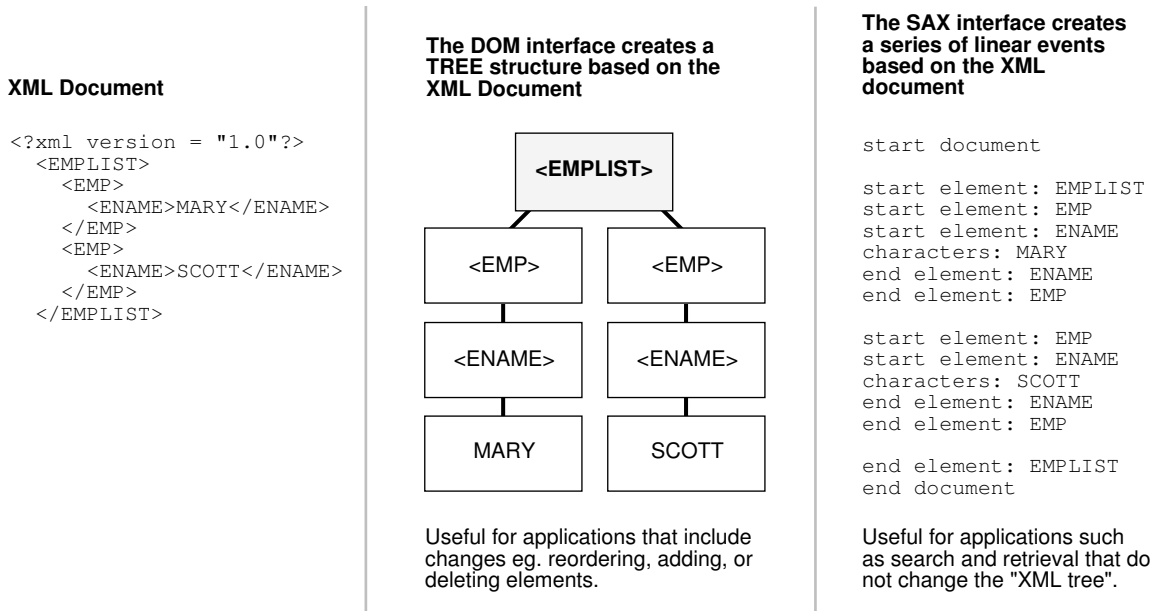 XML Document
<?xml version = "1.0"?>
<EMPLIST>
<EMP>
<ENAME>MARY</ENAME>
</EMP>
<EMP>
<ENAME>SCOTT</ENAME>
</EMP>
</EMPLIST>
The DOM interface creates a
TREE structure based on the
XML Document
<EMPLIST>
<EMP> <EMP>
<ENAME> <ENAME>
MARY SCOTT
Useful for applications that include
changes eg. reordering, adding, or
deleting elements.
The SAX interface creates
a series of linear events
based on the XML
document
start document
start element: EMPLIST
start element: EMP
start element: ENAME
characters: MARY
end element: ENAME
end element: EMP
start element: EMP
start element: ENAME
characters: SCOTT
end element: ENAME
end element: EMP
end element: EMPLIST
end document
Useful for applications such
as search and retrieval that do
not change the "XML tree".